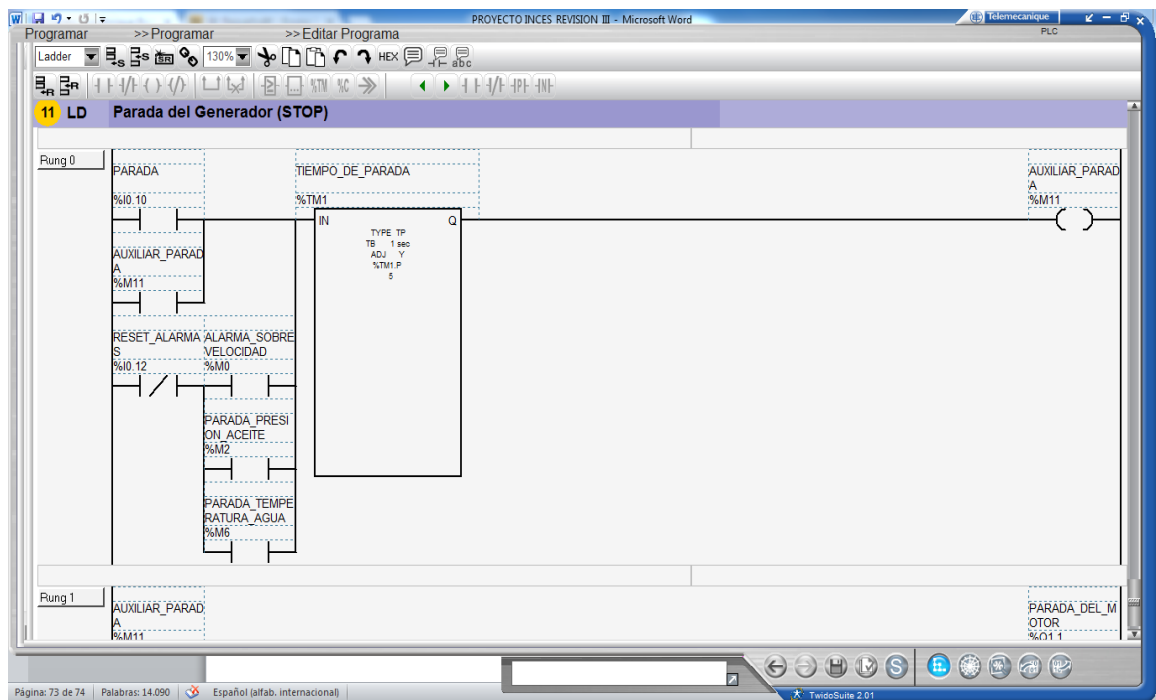 PROYECTO INCES REVISION III - Microsoft Word
Telemecanique
PLC
Programar >>Programar >>Editar Programa
Ladder 130% HEX abc
%TM %C
11 LD Parada del Generador (STOP)
Rung 0
PARADA
%I0.10
TIEMPO_DE_PARADA
%TM1
AUXILIAR_PARAD
A
%M11
IN Q
TYPE TP
TB 1 sec
ADJ Y
%TM1.P
5
AUXILIAR_PARAD
A
%M11
RESET_ALARMA
S
%I0.12
ALARMA_SOBRE
VELOCIDAD
%M0
PARADA_PRESI
ON_ACEITE
%M2
PARADA_TEMPE
RATURA_AGUA
%M6
Rung 1
AUXILIAR_PARAD
A
%M11
PARADA_DEL_M
OTOR
%Q1.1
Página: 73 de 74 Palabras: 14.090 Español (alfab. internacional)
TwidoSuite 2.01